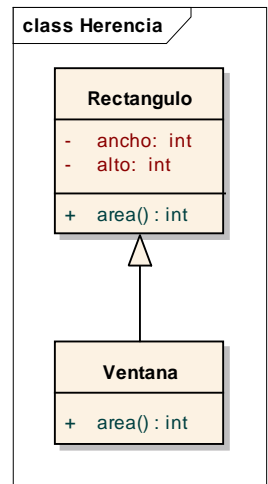 class Herencia
Rectangulo
- ancho: int
- alto: int
+ area() : int
Ventana
+ area() : int